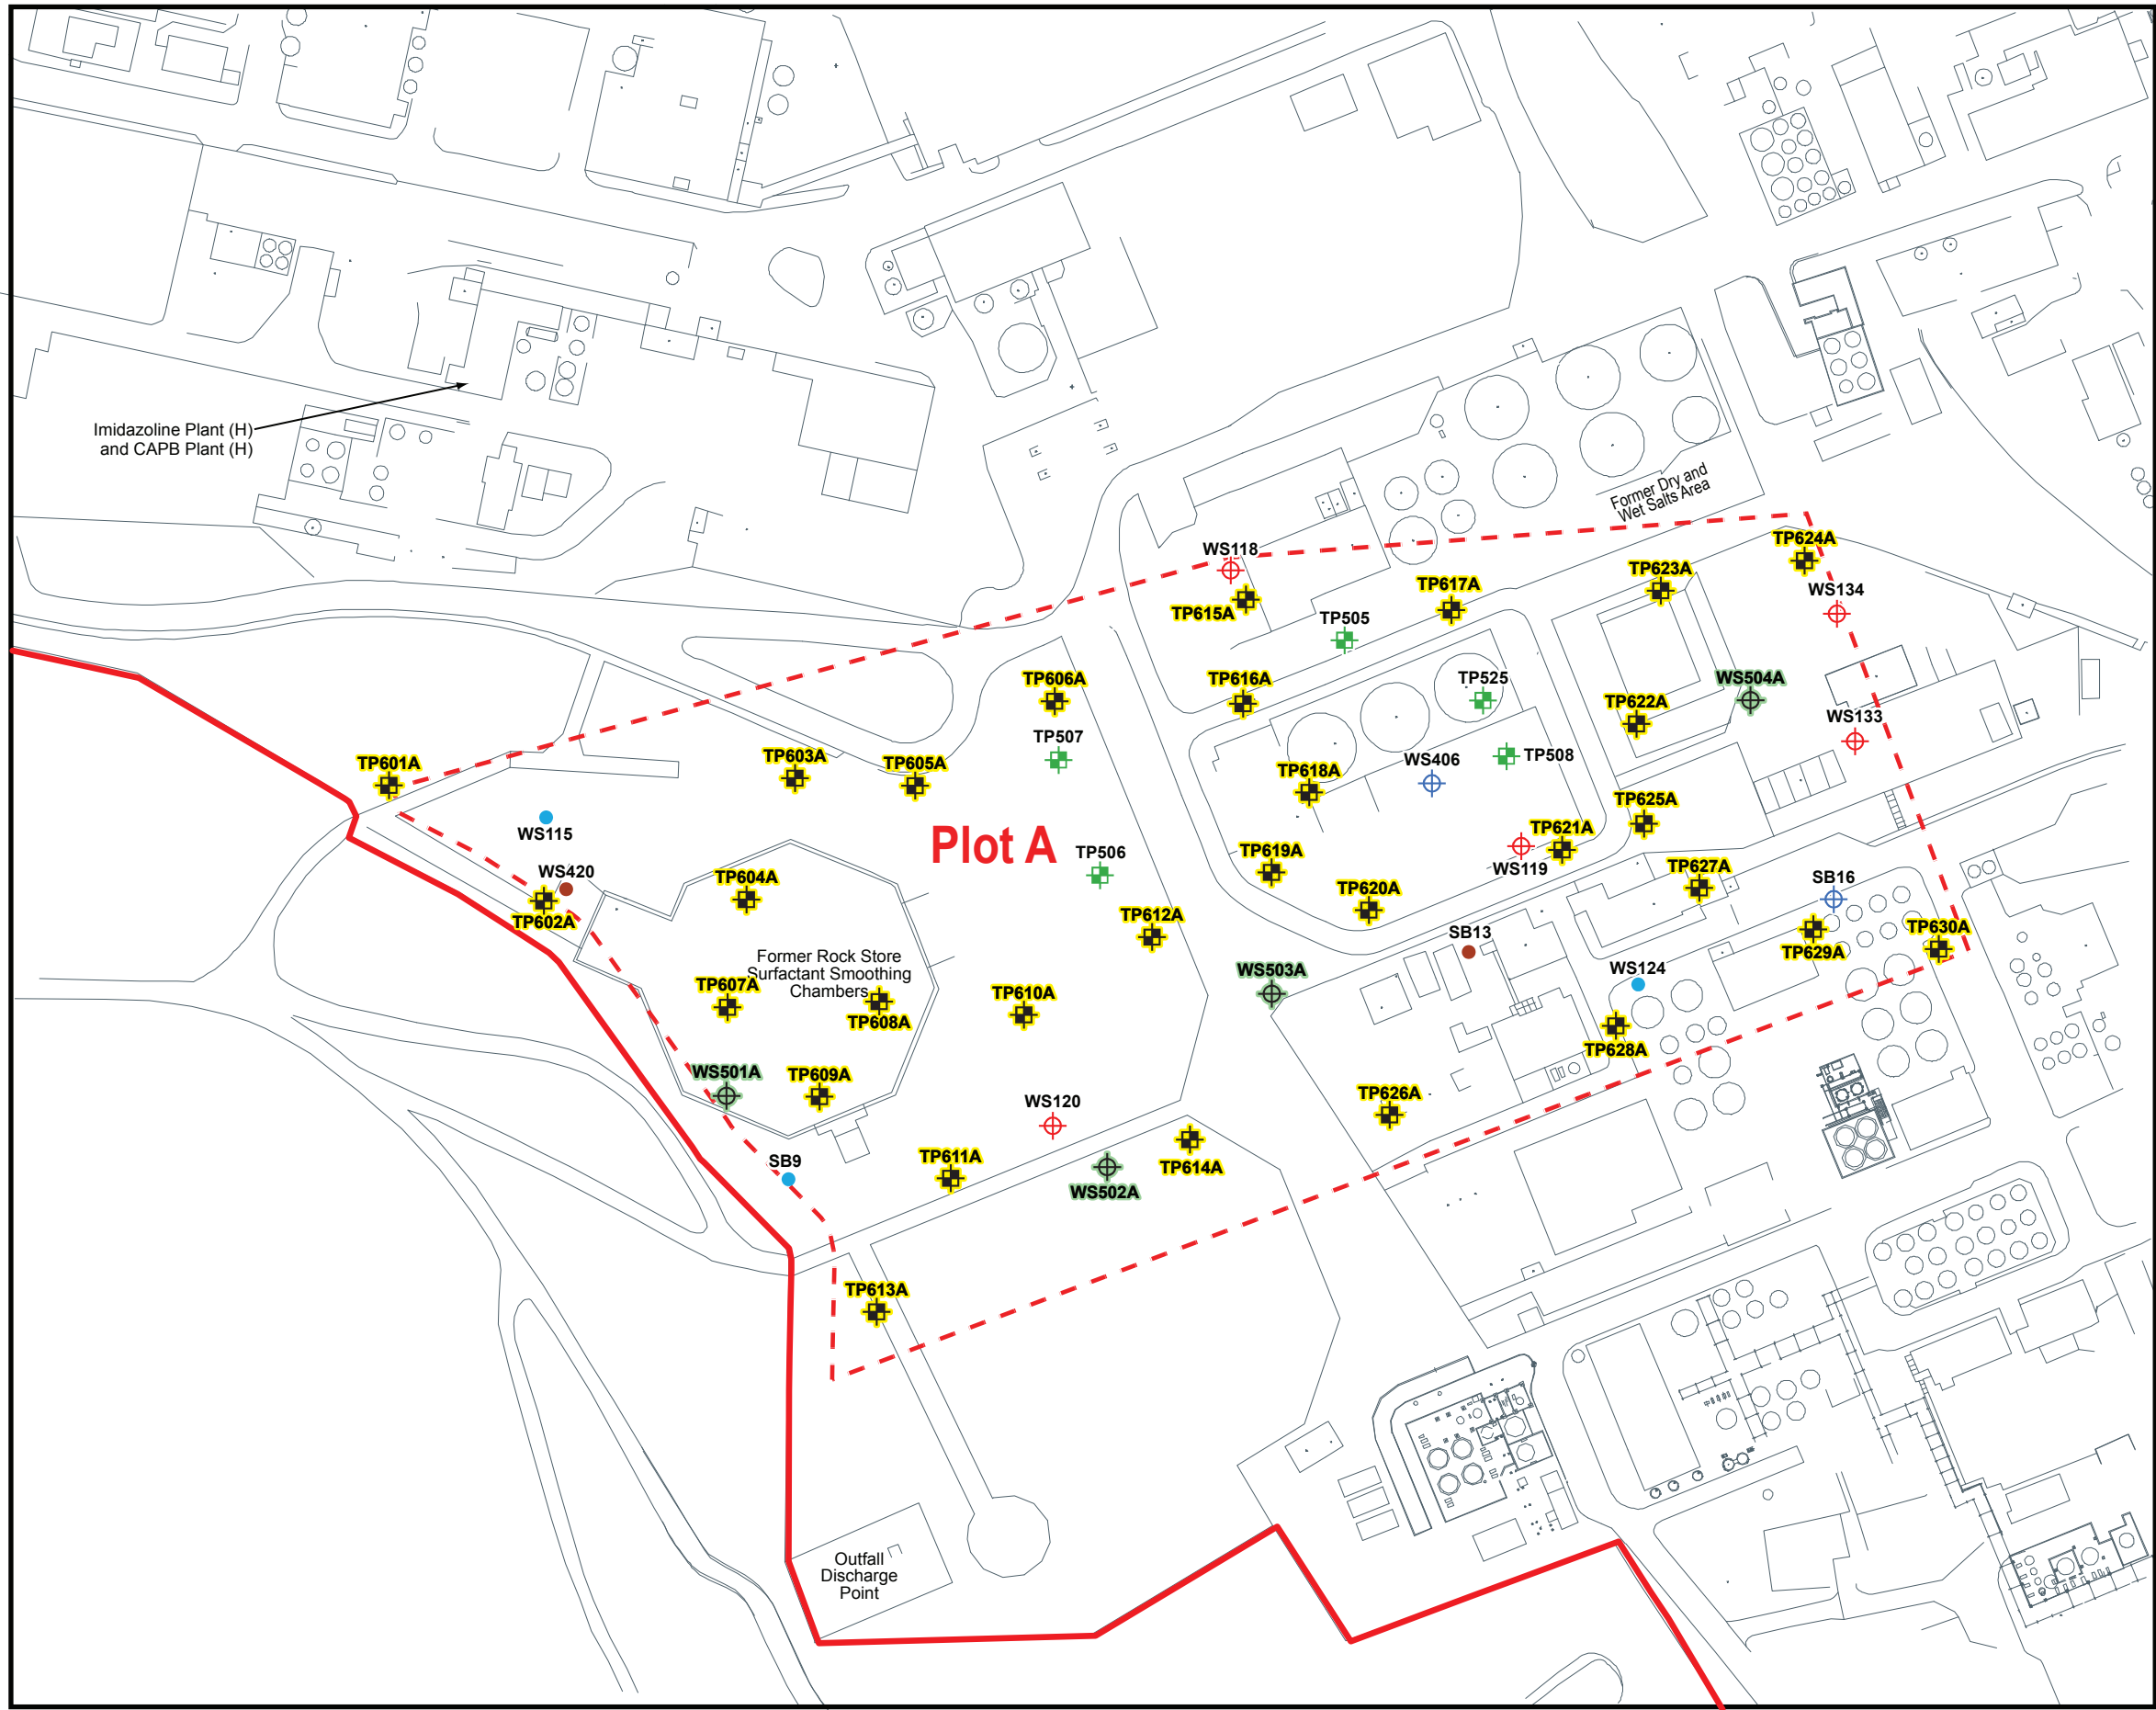 Imidazoline Plant (H)
and CAPB Plant (H)
Former Dry and
Wet Salts Area
TP624A
WS118
TP623A
TP617A
WS134
TP615A
TP505
TP606A
TP616A
TP525
WS504A
TP622A
WS133
TP507
TP601A
TP603A
TP605A
TP618A
WS406
TP508
TP625A
WS115
Plot A
TP506
TP619A
TP621A
WS119
WS420
TP604A
TP620A
TP627A
SB16
TP602A
TP612A
SB13
TP629A
TP630A
Former Rock Store
Surfactant Smoothing
Chambers
WS503A
WS124
TP607A
TP608A
TP610A
TP628A
WS501A
TP609A
WS120
TP626A
SB9
TP611A
TP614A
WS502A
TP613A
Outfall
Discharge
Point